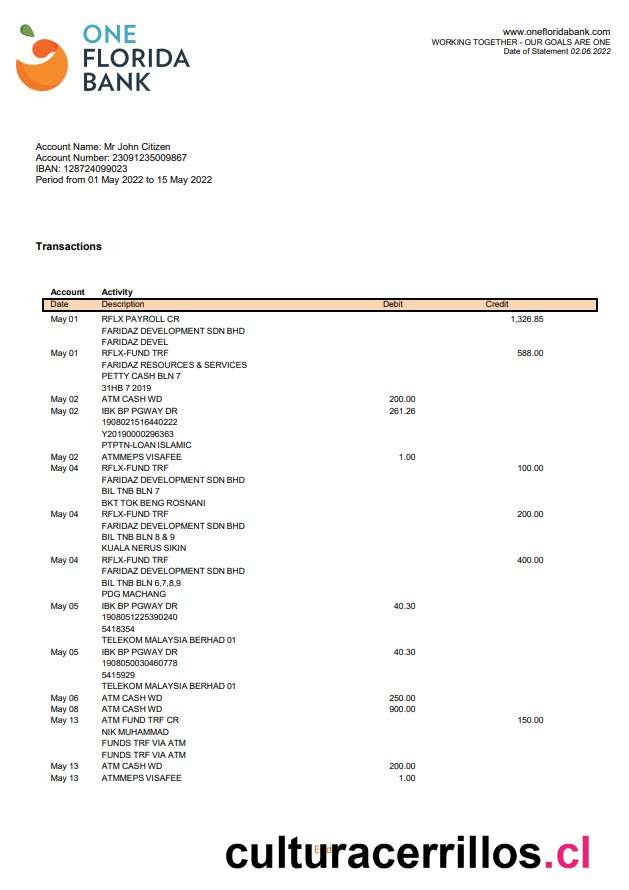 ONE
FLORIDA
BANK
www.onefloridabank.com
WORKING TOGETHER - OUR GOALS ARE ONE
Date of Statement 02.06.2022
Account Name: Mr John Citizen
Account Number: 23091235009867
IBAN: 128724099023
Period from 01 May 2022 to 15 May 2022
Transactions
Account Activity
Date Description Debit Credit
May 01 RFLX PAYROLL CR 1,326.85
FARIDAZ DEVELOPMENT SDN BHD
FARIDAZ DEVEL
May 01 RFLX-FUND TRF 588.00
FARIDAZ RESOURCES & SERVICES
PETTY CASH BLN 7
31HB 7 2019
May 02 ATM CASH WD 200.00
May 02 IBK BP PGWAY DR 261.26
1908021516440222
Y20190000296363
PTPTN-LOAN ISLAMIC
May 02 ATMMEPS VISAFEE 1.00
May 04 RFLX-FUND TRF 100.00
FARIDAZ DEVELOPMENT SDN BHD
BIL TNB BLN 7
BKT TOK BENG ROSNANI
May 04 RFLX-FUND TRF 200.00
FARIDAZ DEVELOPMENT SDN BHD
BIL TNB BLN 8 & 9
KUALA NERUS SIKIN
May 04 RFLX-FUND TRF 400.00
FARIDAZ DEVELOPMENT SDN BHD
BIL TNB BLN 6,7,8,9
PDG MACHANG
May 05 IBK BP PGWAY DR 40.30
1908051225390240
5418354
TELEKOM MALAYSIA BERHAD 01
May 05 IBK BP PGWAY DR 40.30
1908050030460778
5415929
TELEKOM MALAYSIA BERHAD 01
May 06 ATM CASH WD 250.00
May 08 ATM CASH WD 900.00
May 13 ATM FUND TRF CR 150.00
NIK MUHAMMAD
FUNDS TRF VIA ATM
FUNDS TRF VIA ATM
May 13 ATM CASH WD 200.00
May 13 ATMMEPS VISAFEE 1.00
culturacerrillos.cl